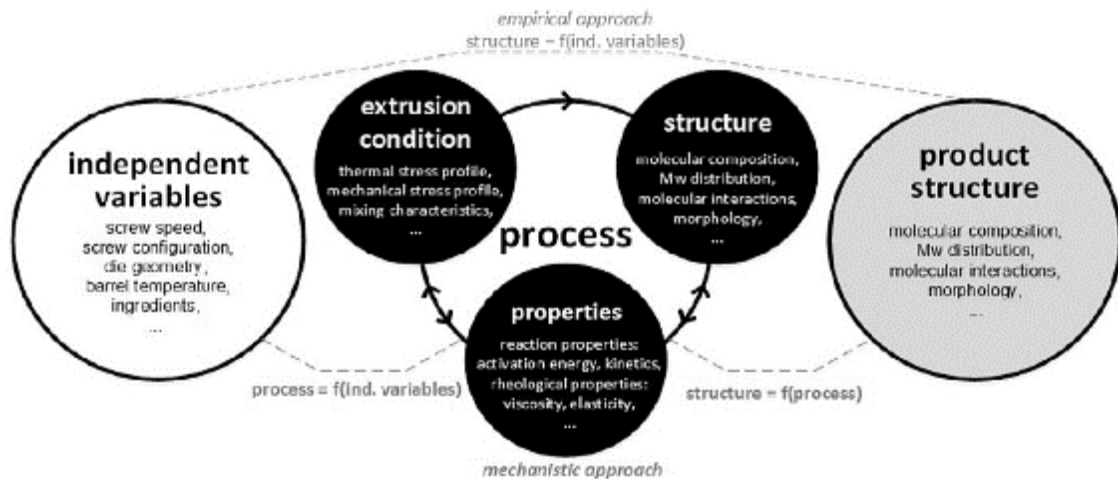 empirical approach
structure – f(ind. variables)
independent
variables
screw speed,
screw configuration,
die geometry,
barrel temperature,
ingredients,
...
extrusion
condition
thermal stress profile,
mechanical stress profile,
mixing characteristics,
...
process
structure
molecular composition,
Mw distribution,
molecular interactions,
morphology,
...
properties
reaction properties:
activation energy, kinetics,
rheological properties:
viscosity, elasticity,
...
product
structure
molecular composition,
Mw distribution,
molecular interactions,
morphology,
...
process = f(ind. variables)
structure = f(process)
mechanistic approach